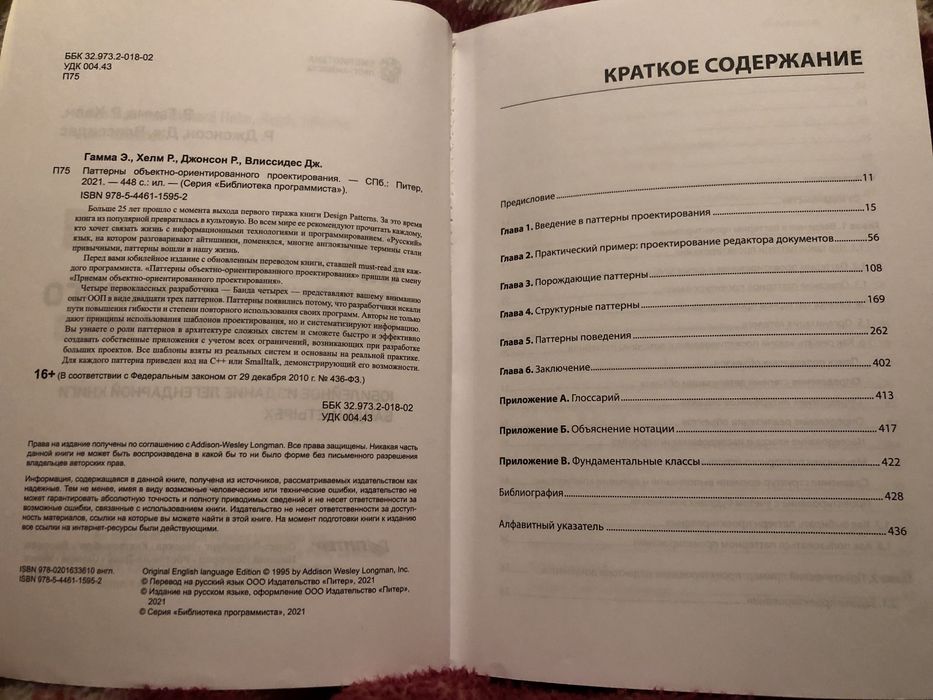 ББК 32.973.2-018-02
УДК 004.43
П75
Гамма Э., Хелм Р., Джонсон Р., Влиссидес Дж.
П75 Паттерны объектно-ориентированного проектирования. — СПб.: Питер,
2021. — 448 с.: ил. — (Серия «Библиотека программиста»).
ISBN 978-5-4461-1595-2
Больше 25 лет прошло с момента выхода первого тиража книги Design Patterns. За это время
книга из популярной превратилась в культовую. Во всем мире ее рекомендуют прочитать каждому,
кто хочет связать жизнь с информационными технологиями и программированием. «Русский»
язык, на котором разговаривают айтишники, поменялся, многие англоязычные термины стали
привычными, паттерны вошли в нашу жизнь.
Перед вами юбилейное издание с обновленным переводом книги, ставшей must-read для каж-
дого программиста. «Паттерны объектно-ориентированного проектирования» пришли на смену
«Приемам объектно-ориентированного проектирования».
Четыре первоклассных разработчика — Банда четырех — представляют вашему вниманию
опыт ООП в виде двадцати трех паттернов. Паттерны появились потому, что разработчики искали
пути повышения гибкости и степени повторного использования своих программ. Авторы не только
дают принципы использования шаблонов проектирования, но и систематизируют информацию.
Вы узнаете о роли паттернов в архитектуре сложных систем и сможете быстро и эффективно
создавать собственные приложения с учетом всех ограничений, возникающих при разработке
больших проектов. Все шаблоны взяты из реальных систем и основаны на реальной практике.
Для каждого паттерна приведен код на C++ или Smalltalk, демонстрирующий его возможности.
16+ (В соответствии с Федеральным законом от 29 декабря 2010 г. № 436-ФЗ.)
ББК 32.973.2-018-02
УДК 004.43
Права на издание получены по соглашению с Addison-Wesley Longman. Все права защищены. Никакая часть
данной книги не может быть воспроизведена в какой бы то ни было форме без письменного разрешения
владельцев авторских прав.
Информация, содержащаяся в данной книге, получена из источников, рассматриваемых издательством как
надежные. Тем не менее, имея в виду возможные человеческие или технические ошибки, издательство не
может гарантировать абсолютную точность и полноту приводимых сведений и не несет ответственности за
возможные ошибки, связанные с использованием книги. Издательство не несет ответственности за доступ-
ность материалов, ссылки на которые вы можете найти в этой книге. На момент подготовки книги к изданию
все ссылки на интернет-ресурсы были действующими.
ISBN 978-0201633610 англ.
ISBN 978-5-4461-1595-2
Original English language Edition © 1995 by Addison Wesley Longman, Inc.
© Перевод на русский язык ООО Издательство «Питер», 2021
© Издание на русском языке, оформление ООО Издательство «Питер»,
2021
© Серия «Библиотека программиста», 2021
КРАТКОЕ СОДЕРЖАНИЕ
Предисловие 11
Глава 1. Введение в паттерны проектирования 15
Глава 2. Практический пример: проектирование редактора документов 56
Глава 3. Порождающие паттерны 108
Глава 4. Структурные паттерны 169
Глава 5. Паттерны поведения 262
Глава 6. Заключение 402
Приложение А. Глоссарий 413
Приложение Б. Объяснение нотации 417
Приложение В. Фундаментальные классы 422
Библиография 428
Алфавитный указатель 436